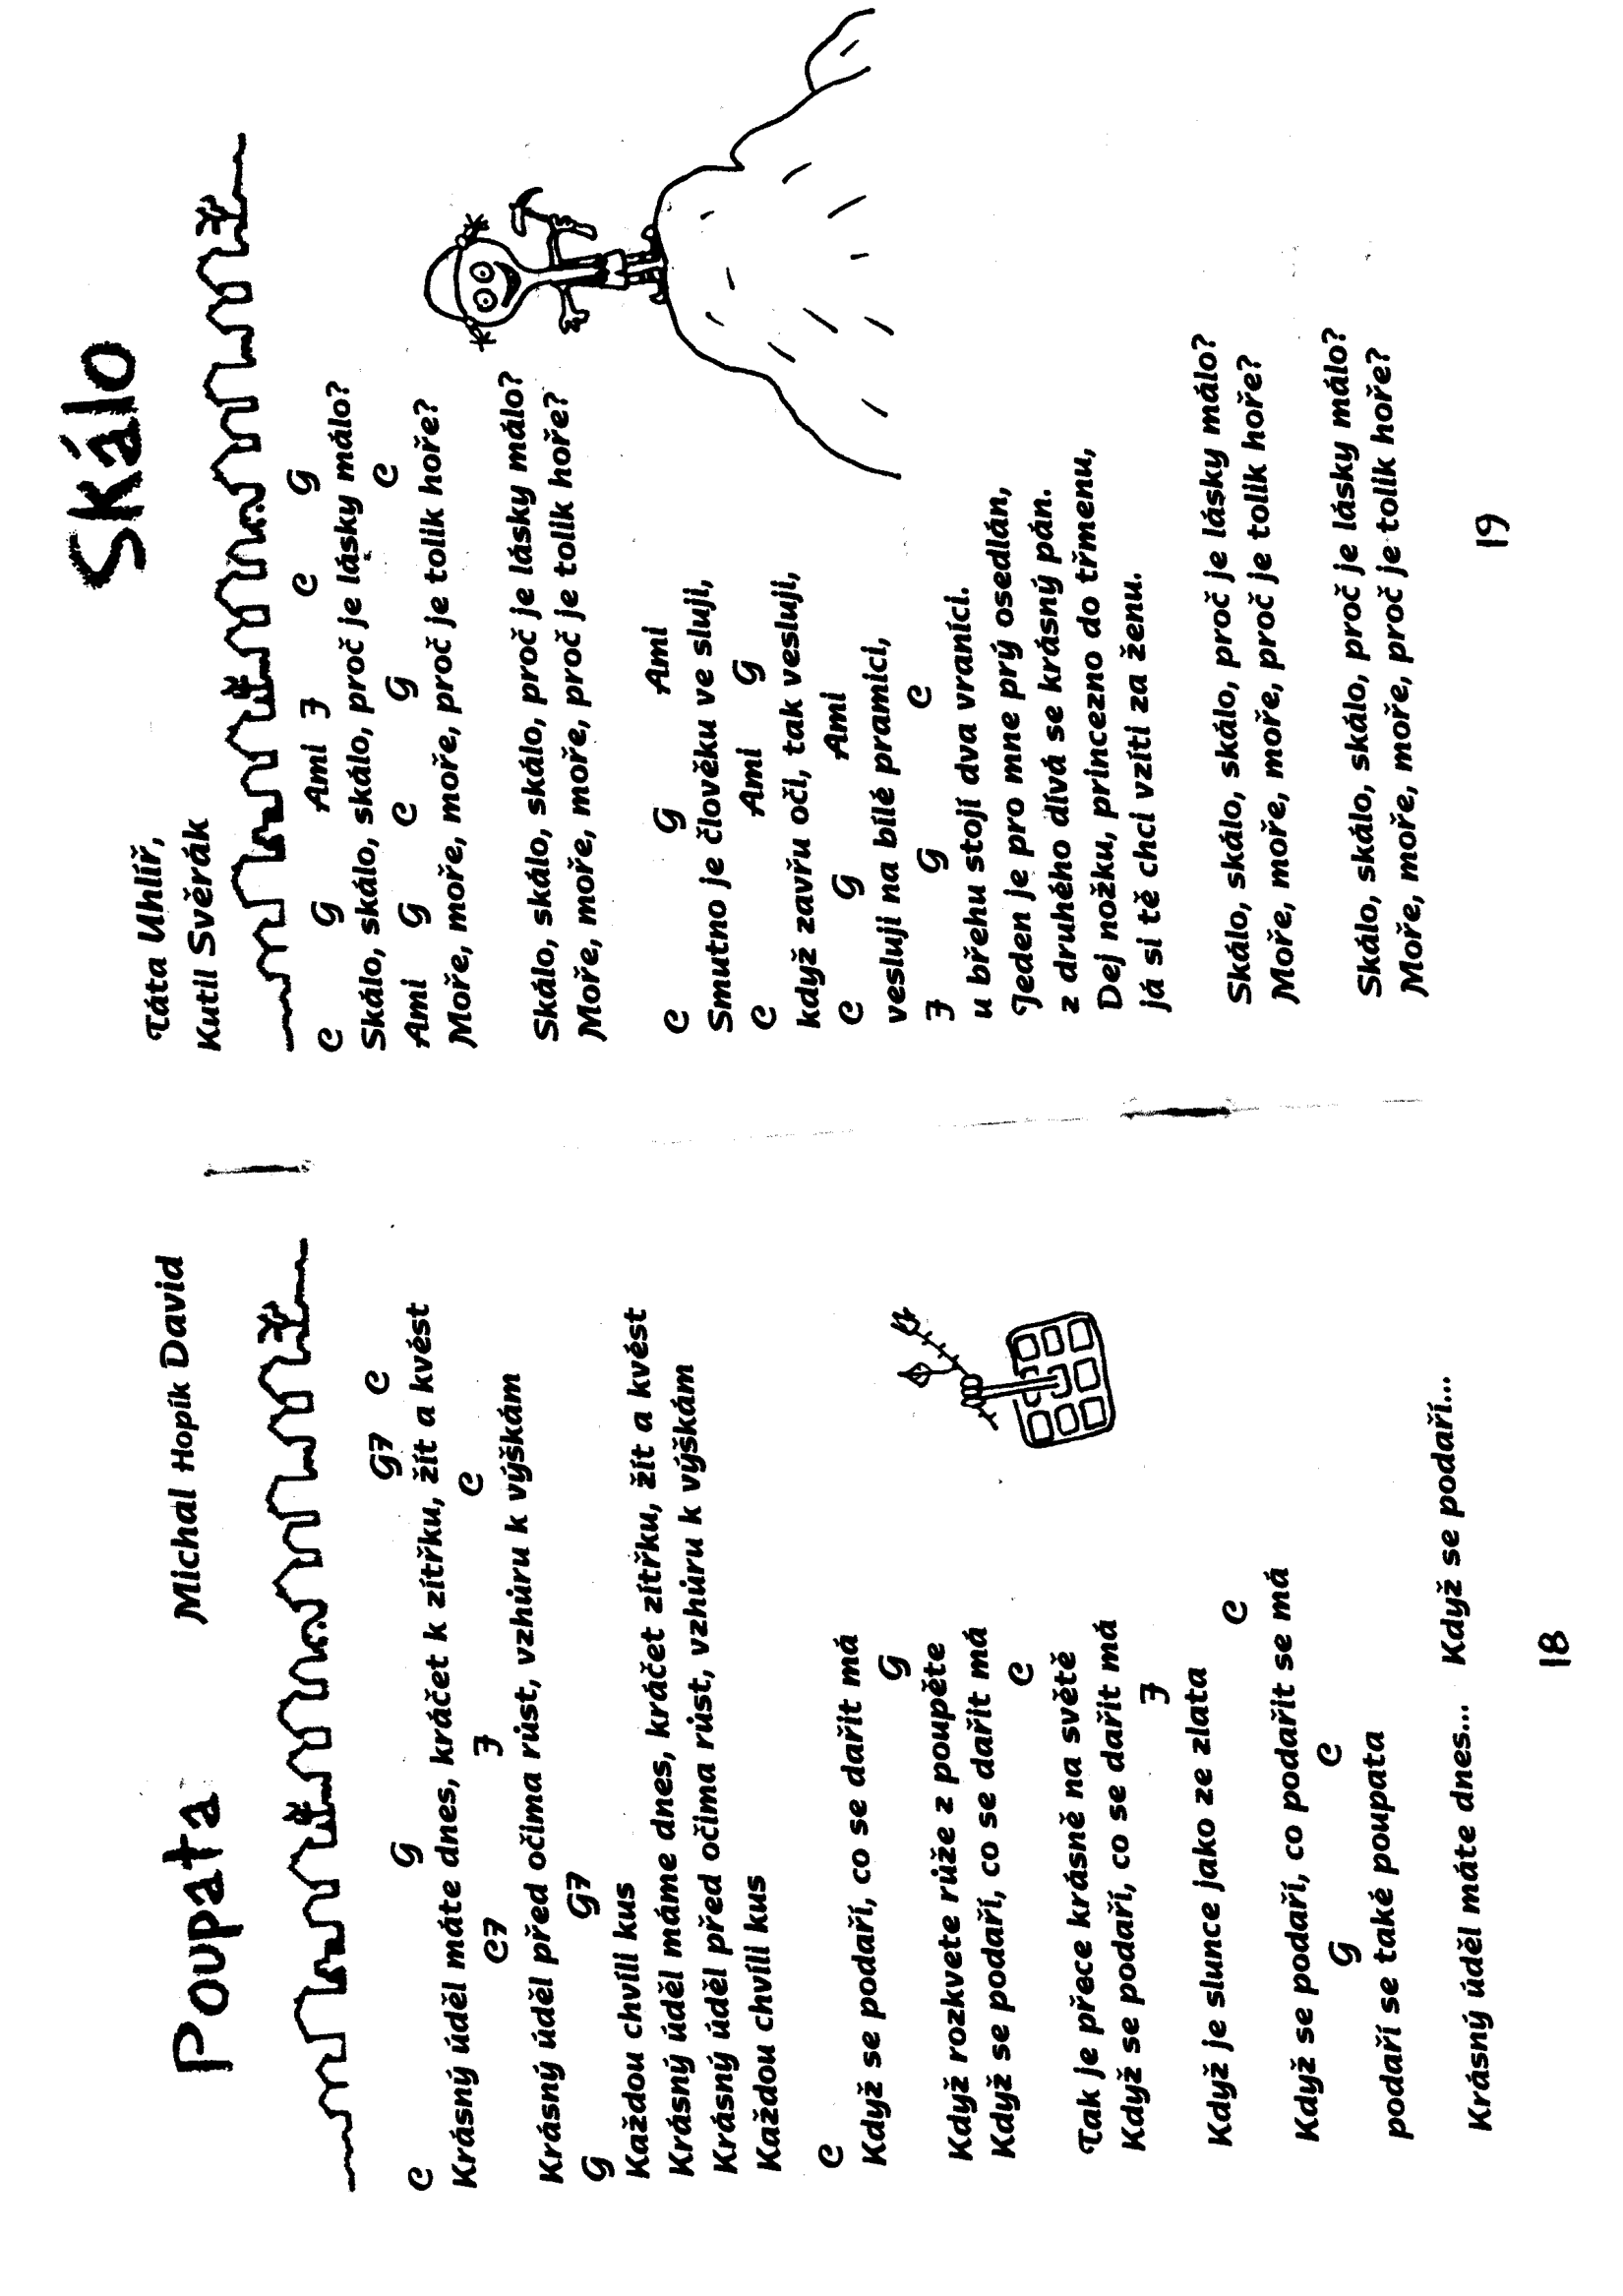 Poupata
Michal Hopík David
C G G7 C
Krásný úděl máte dnes, kráčet k zítřku, žít a kvést
C7 F C
Krásný úděl před očima růst, vzhůru k výškám
G G7
Každou chvíli kus
Krásný úděl máme dnes, kráčet zítřku, žít a kvést
Krásný úděl před očima růst, vzhůru k výškám
Každou chvíli kus
C
Když se podaří, co se dařit má
G
Když rozkvete růže z poupěte
Když se podaří, co se dařit má
C
Tak je přece krásně na světě
Když se podaří, co se dařit má
F
Když je slunce jako ze zlata
C
Když se podaří, co podařit se má
G C
podaří se také poupata
Krásný úděl máte dnes... Když se podaří...
18
Skálo
Táta Uhlíř,
Kutil Svěrák
C G Ami F C G
Skálo, skálo, skálo, proč je lásky málo?
Ami G C G C
Moře, moře, moře, proč je tolik hoře?
Skálo, skálo, skálo, proč je lásky málo?
Moře, moře, moře, proč je tolik hoře?
C G Ami
Smutno je člověku ve sluji,
C Ami G
když zavřu oči, tak vesluji,
C G Ami
vesluji na bílé pramici,
F G C
u břehu stojí dva vraníci.
Jeden je pro mne prý osedlán,
z druhého dívá se krásný pán.
Dej nožku, princezno do třmenu,
já si tě chci vzíti za ženu.
Skálo, skálo, skálo, proč je lásky málo?
Moře, moře, moře, proč je tolik hoře?
Skálo, skálo, skálo, proč je lásky málo?
Moře, moře, moře, proč je tolik hoře?
19